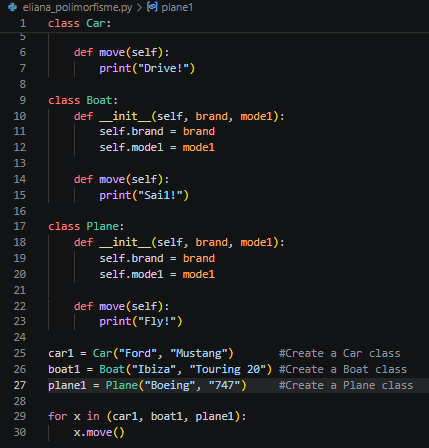 eliana_polimorfisme.py > plane1
1 class Car:
5
6 def move(self):
7 print("Drive!")
8
9 class Boat:
10 def __init__(self, brand, mode1):
11 self.brand = brand
12 self.model = mode1
13
14 def move(self):
15 print("Sai1!")
16
17 class Plane:
18 def __init__(self, brand, mode1):
19 self.brand = brand
20 self.mode1 = mode1
21
22 def move(self):
23 print("Fly!")
24
25 car1 = Car("Ford", "Mustang") #Create a Car class
26 boat1 = Boat("Ibiza", "Touring 20") #Create a Boat class
27 plane1 = Plane("Boeing", "747") #Create a Plane class
28
29 for x in (car1, boat1, plane1):
30 x.move()